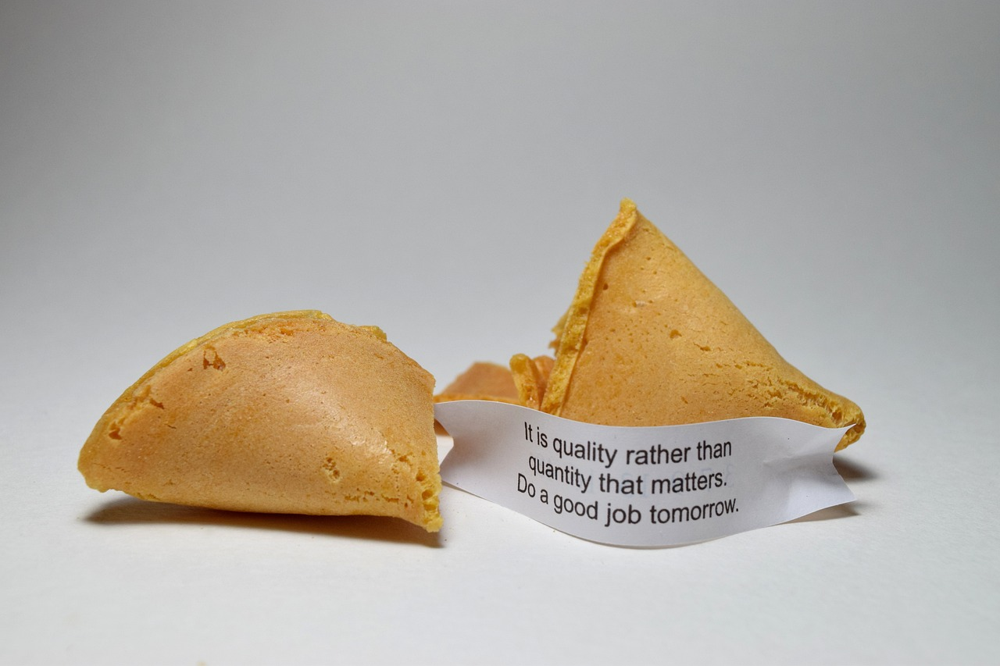 It is quality rather than
quantity that matters.
Do a good job tomorrow.